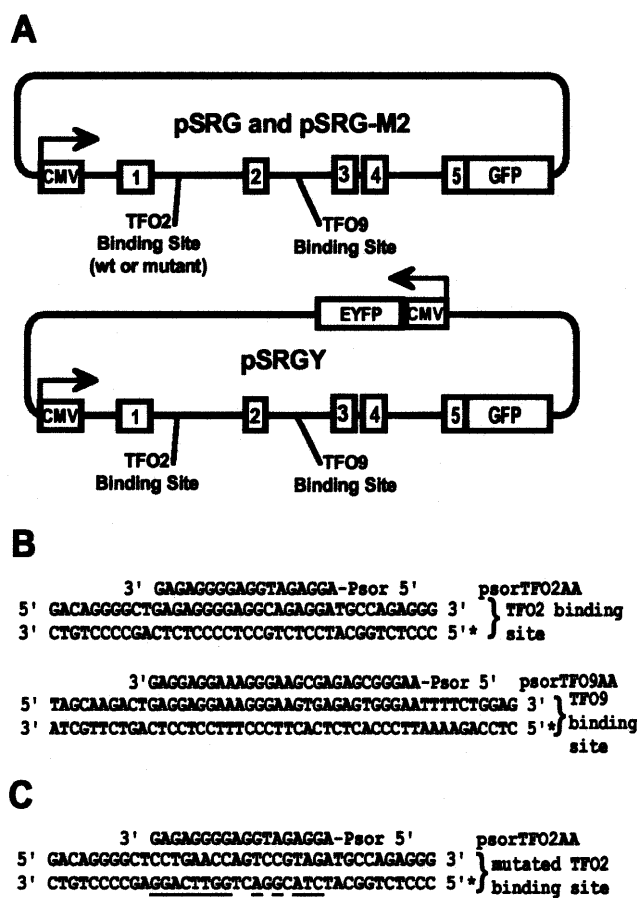 A
pSRG and pSRG-M2
CMV 1 2 3 4 5 GFP
TFO2
Binding Site
(wt or mutant)
TFO9
Binding Site
EYFP CMV
pSRGY
CMV 1 2 3 4 5 GFP
TFO2
Binding Site
TFO9
Binding Site
B
3' GAGAGGGGAGGTAGAGGA-Psor 5' psorTFO2AA
5' GACAGGGGCTGAGAGGGGAGGCAGAGGATGCCAGAGGG 3' TFO2 binding
3' CTGTCCCCGACTCTCCCCTCCGTCTCCTACGGTCTCCC 5'* site
3'GAGGAGGAAAGGGAAGCGAGAGCGGGAA-Psor 5' psorTFO9AA
5' TAGCAAGACTGAGGAGGAAAGGGAAGTGAGAGTGGGAATTTTCTGGAG 3' TFO9
3' ATCGTTCTGACTCCTCCTTTCCCTTCACTCTCACCCTTAAAAGACCTC 5'* binding
site
C
3' GAGAGGGGAGGTAGAGGA-Psor 5' psorTFO2AA
5' GACAGGGGCTCCTGAACCAGTCCGTAGATGCCAGAGGG 3' mutated TFO2
3' CTGTCCCCGAGGACTTGGTCAGGCATCTACGGTCTCCC 5'* binding site